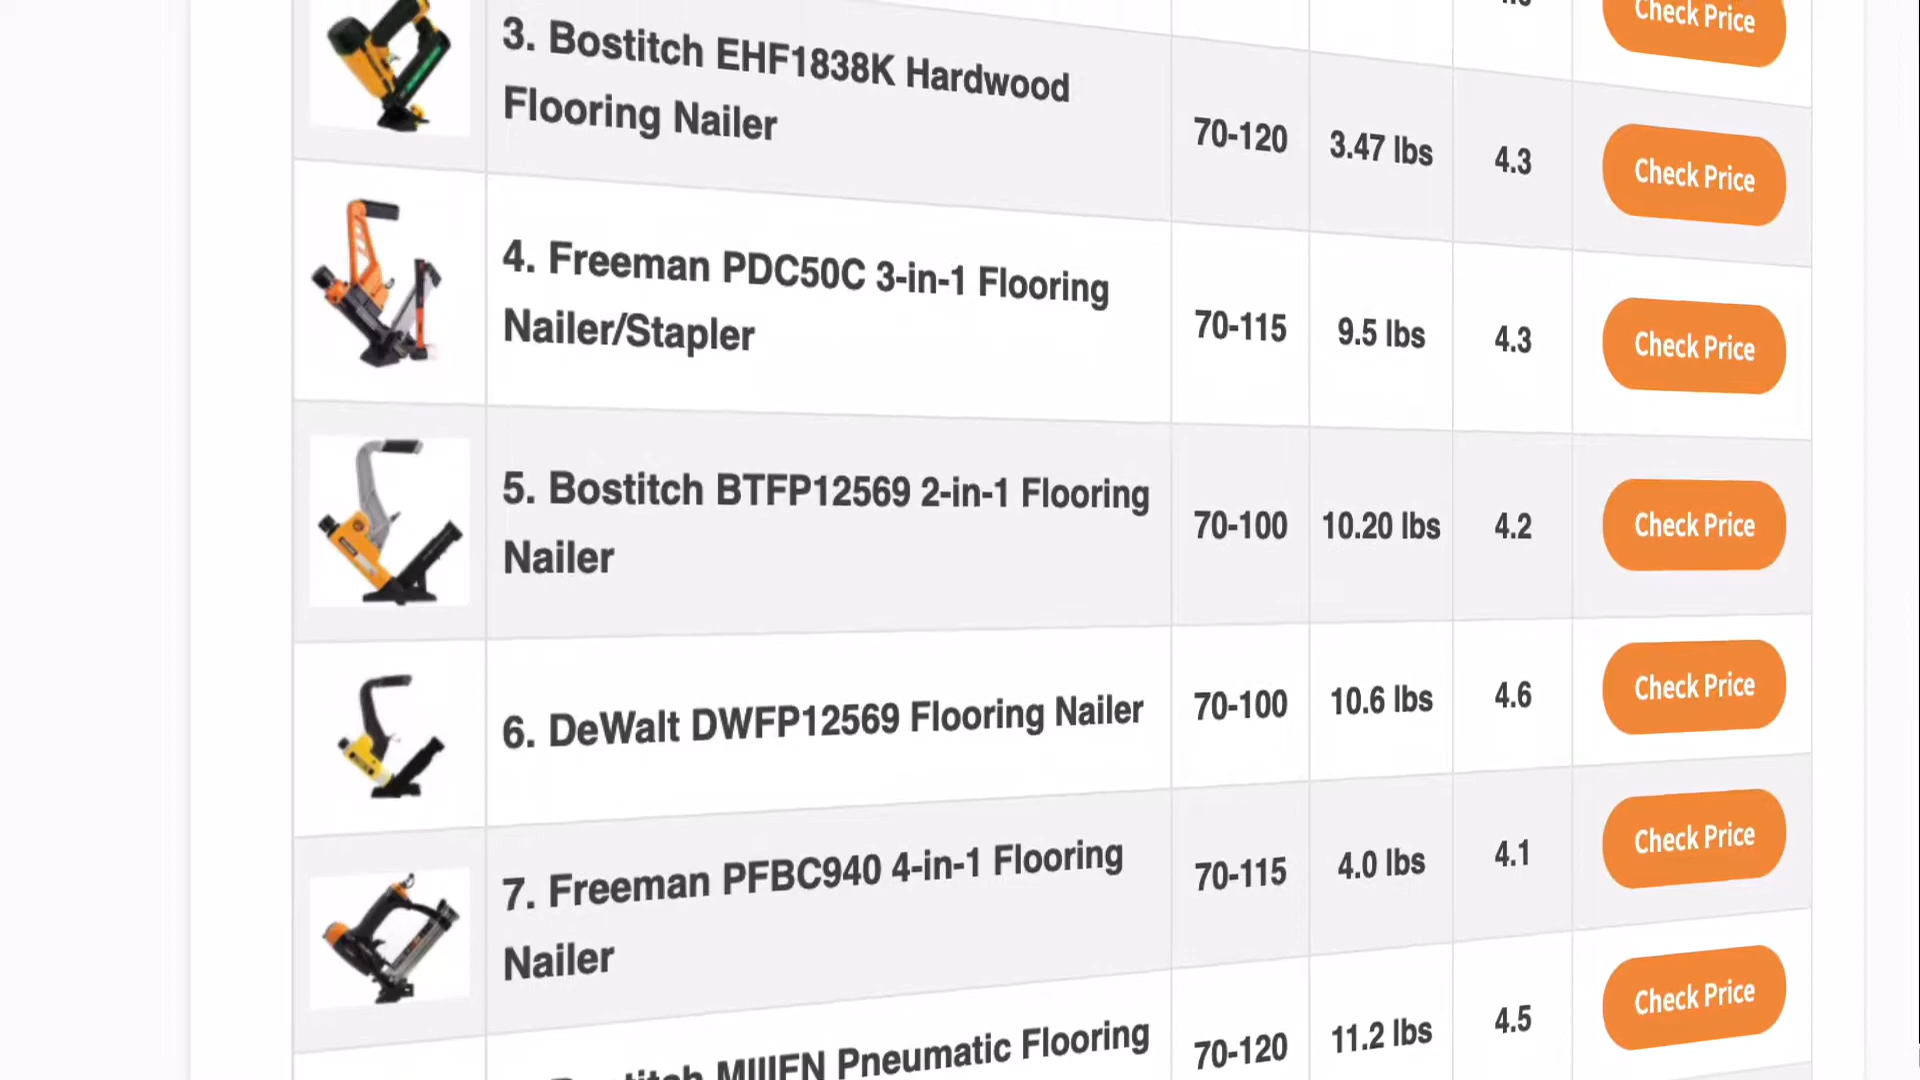 Check Price
3. Bostitch EHF1838K Hardwood
Flooring Nailer
70-120
3.47 lbs
4.3
Check Price
4. Freeman PDC50C 3-in-1 Flooring
Nailer/Stapler
70-115
9.5 lbs
4.3
Check Price
5. Bostitch BTFP12569 2-in-1 Flooring
Nailer
70-100
10.20 lbs
4.2
Check Price
6. DeWalt DWFP12569 Flooring Nailer
70-100
10.6 lbs
4.6
Check Price
7. Freeman PFBC940 4-in-1 Flooring
Nailer
70-115
4.0 lbs
4.1
Check Price
Pneumatic Flooring
70-120
11.2 lbs
4.5
Check Price